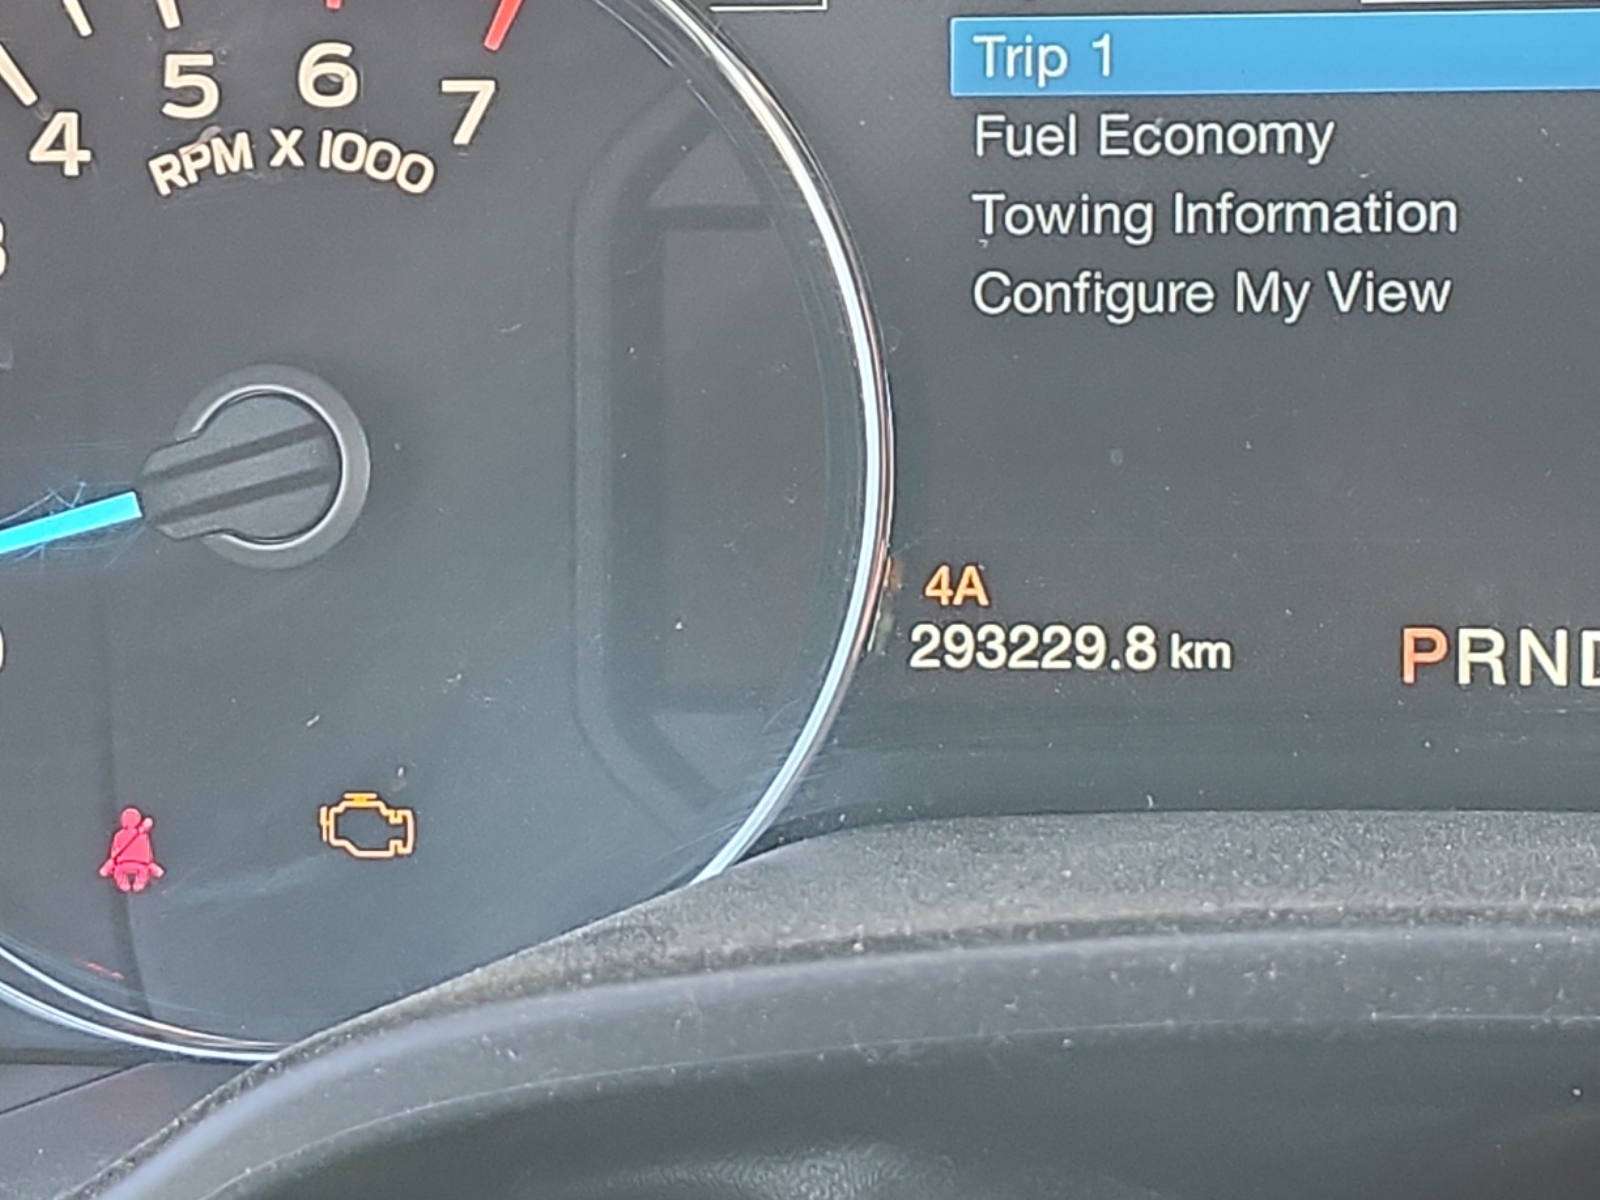 Trip 1
Fuel Economy
Towing Information
Configure My View
4 5 6 7
RPM X 1000
4A
293229.8 km
PRND